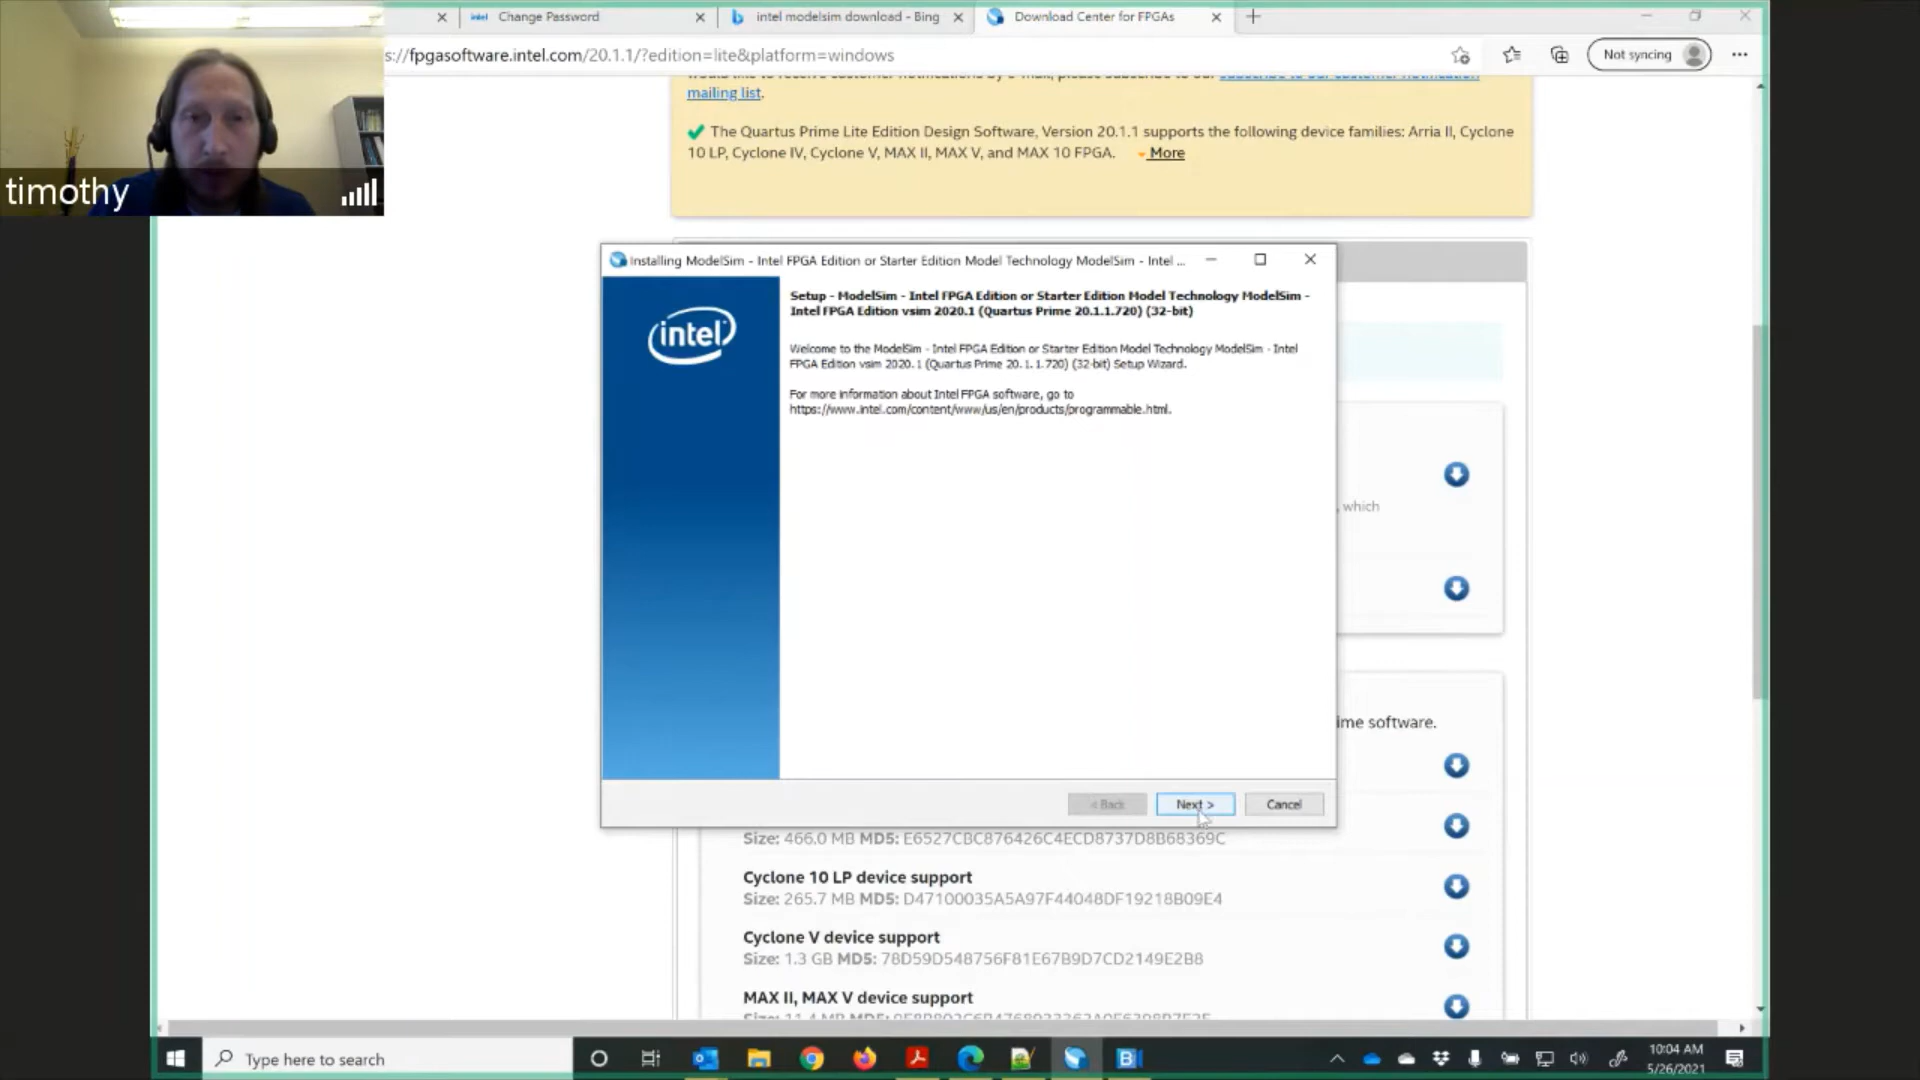 Change Password
intel modelsim download - Bing
Download Center for FPGAs
s://fpgasoftware.intel.com/20.1.1/?edition=lite&platform=windows
Not syncing
mailing list.
The Quartus Prime Lite Edition Design Software, Version 20.1.1 supports the following device families: Arria II, Cyclone
10 LP, Cyclone IV, Cyclone V, MAX II, MAX V, and MAX 10 FPGA. More
timothy
Installing ModelSim - Intel FPGA Edition or Starter Edition Model Technology ModelSim - Intel ...
intel
Setup - ModelSim - Intel FPGA Edition or Starter Edition Model Technology ModelSim -
Intel FPGA Edition vsim 2020.1 (Quartus Prime 20.1.1.720) (32-bit)
Welcome to the ModelSim - Intel FPGA Edition or Starter Edition Model Technology ModelSim - Intel
FPGA Edition vsim 2020.1 (Quartus Prime 20.1.1.720) (32-bit) Setup Wizard.
For more information about Intel FPGA software, go to
https://www.intel.com/content/www/us/en/products/programmable.html.
, which
ime software.
< Back
Next >
Cancel
Size: 466.0 MB MD5: E6527CBC876426C4ECD8737D8B68369C
Cyclone 10 LP device support
Size: 265.7 MB MD5: D47100035A5A97F44048DF19218B09E4
Cyclone V device support
Size: 1.3 GB MD5: 78D59D548756F81E67B9D7CD2149E2B8
MAX II, MAX V device support
Type here to search
10:04 AM
5/26/2021